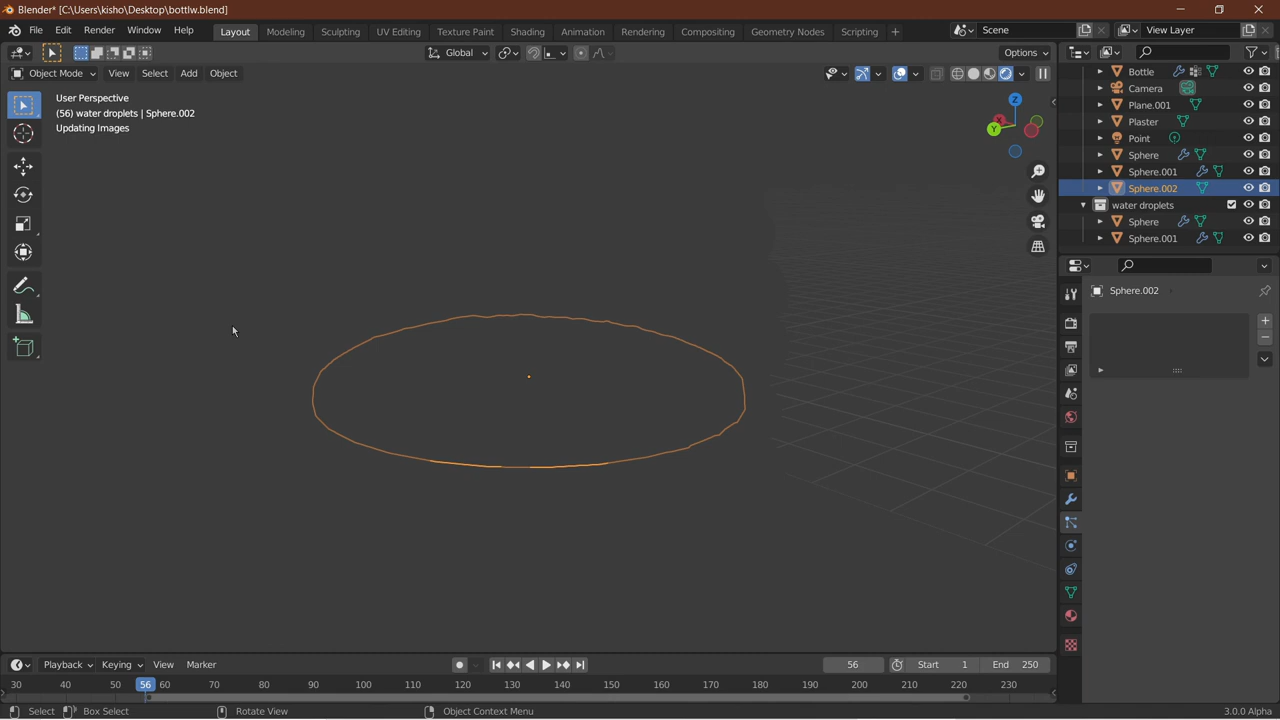 Blender* [C:\Users\kisho\Desktop\bottlw.blend]
File Edit Render Window Help Layout Modeling Sculpting UV Editing Texture Paint Shading Animation Rendering Compositing Geometry Nodes Scripting + Scene View Layer
Global Options
Object Mode View Select Add Object
User Perspective
(56) water droplets | Sphere.002
Updating Images
Z
X
Y
Bottle
Camera
Plane.001
Plaster
Point
Sphere
Sphere.001
Sphere.002
water droplets
Sphere
Sphere.001
Sphere.002
Playback Keying View Marker 56 Start 1 End 250
30 40 50 56 60 70 80 90 100 110 120 130 140 150 160 170 180 190 200 210 220 230
Select Box Select Rotate View Object Context Menu 3.0.0 Alpha